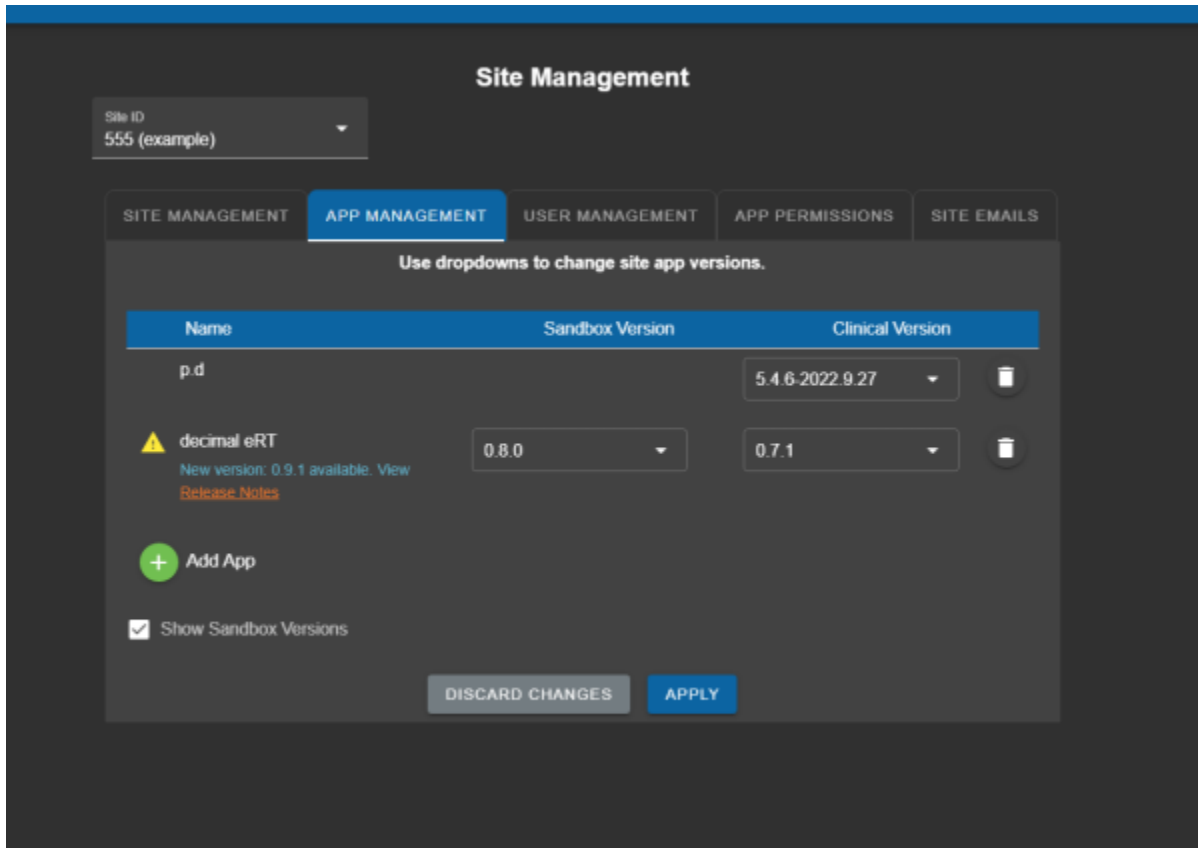 Site Management
Site ID
555 (example)
SITE MANAGEMENT APP MANAGEMENT USER MANAGEMENT APP PERMISSIONS SITE EMAILS
Use dropdowns to change site app versions.
Name Sandbox Version Clinical Version
p.d 5.4.6-2022.9.27
decimal eRT 0.8.0 0.7.1
New version: 0.9.1 available. View
Release Notes
Add App
Show Sandbox Versions
DISCARD CHANGES APPLY